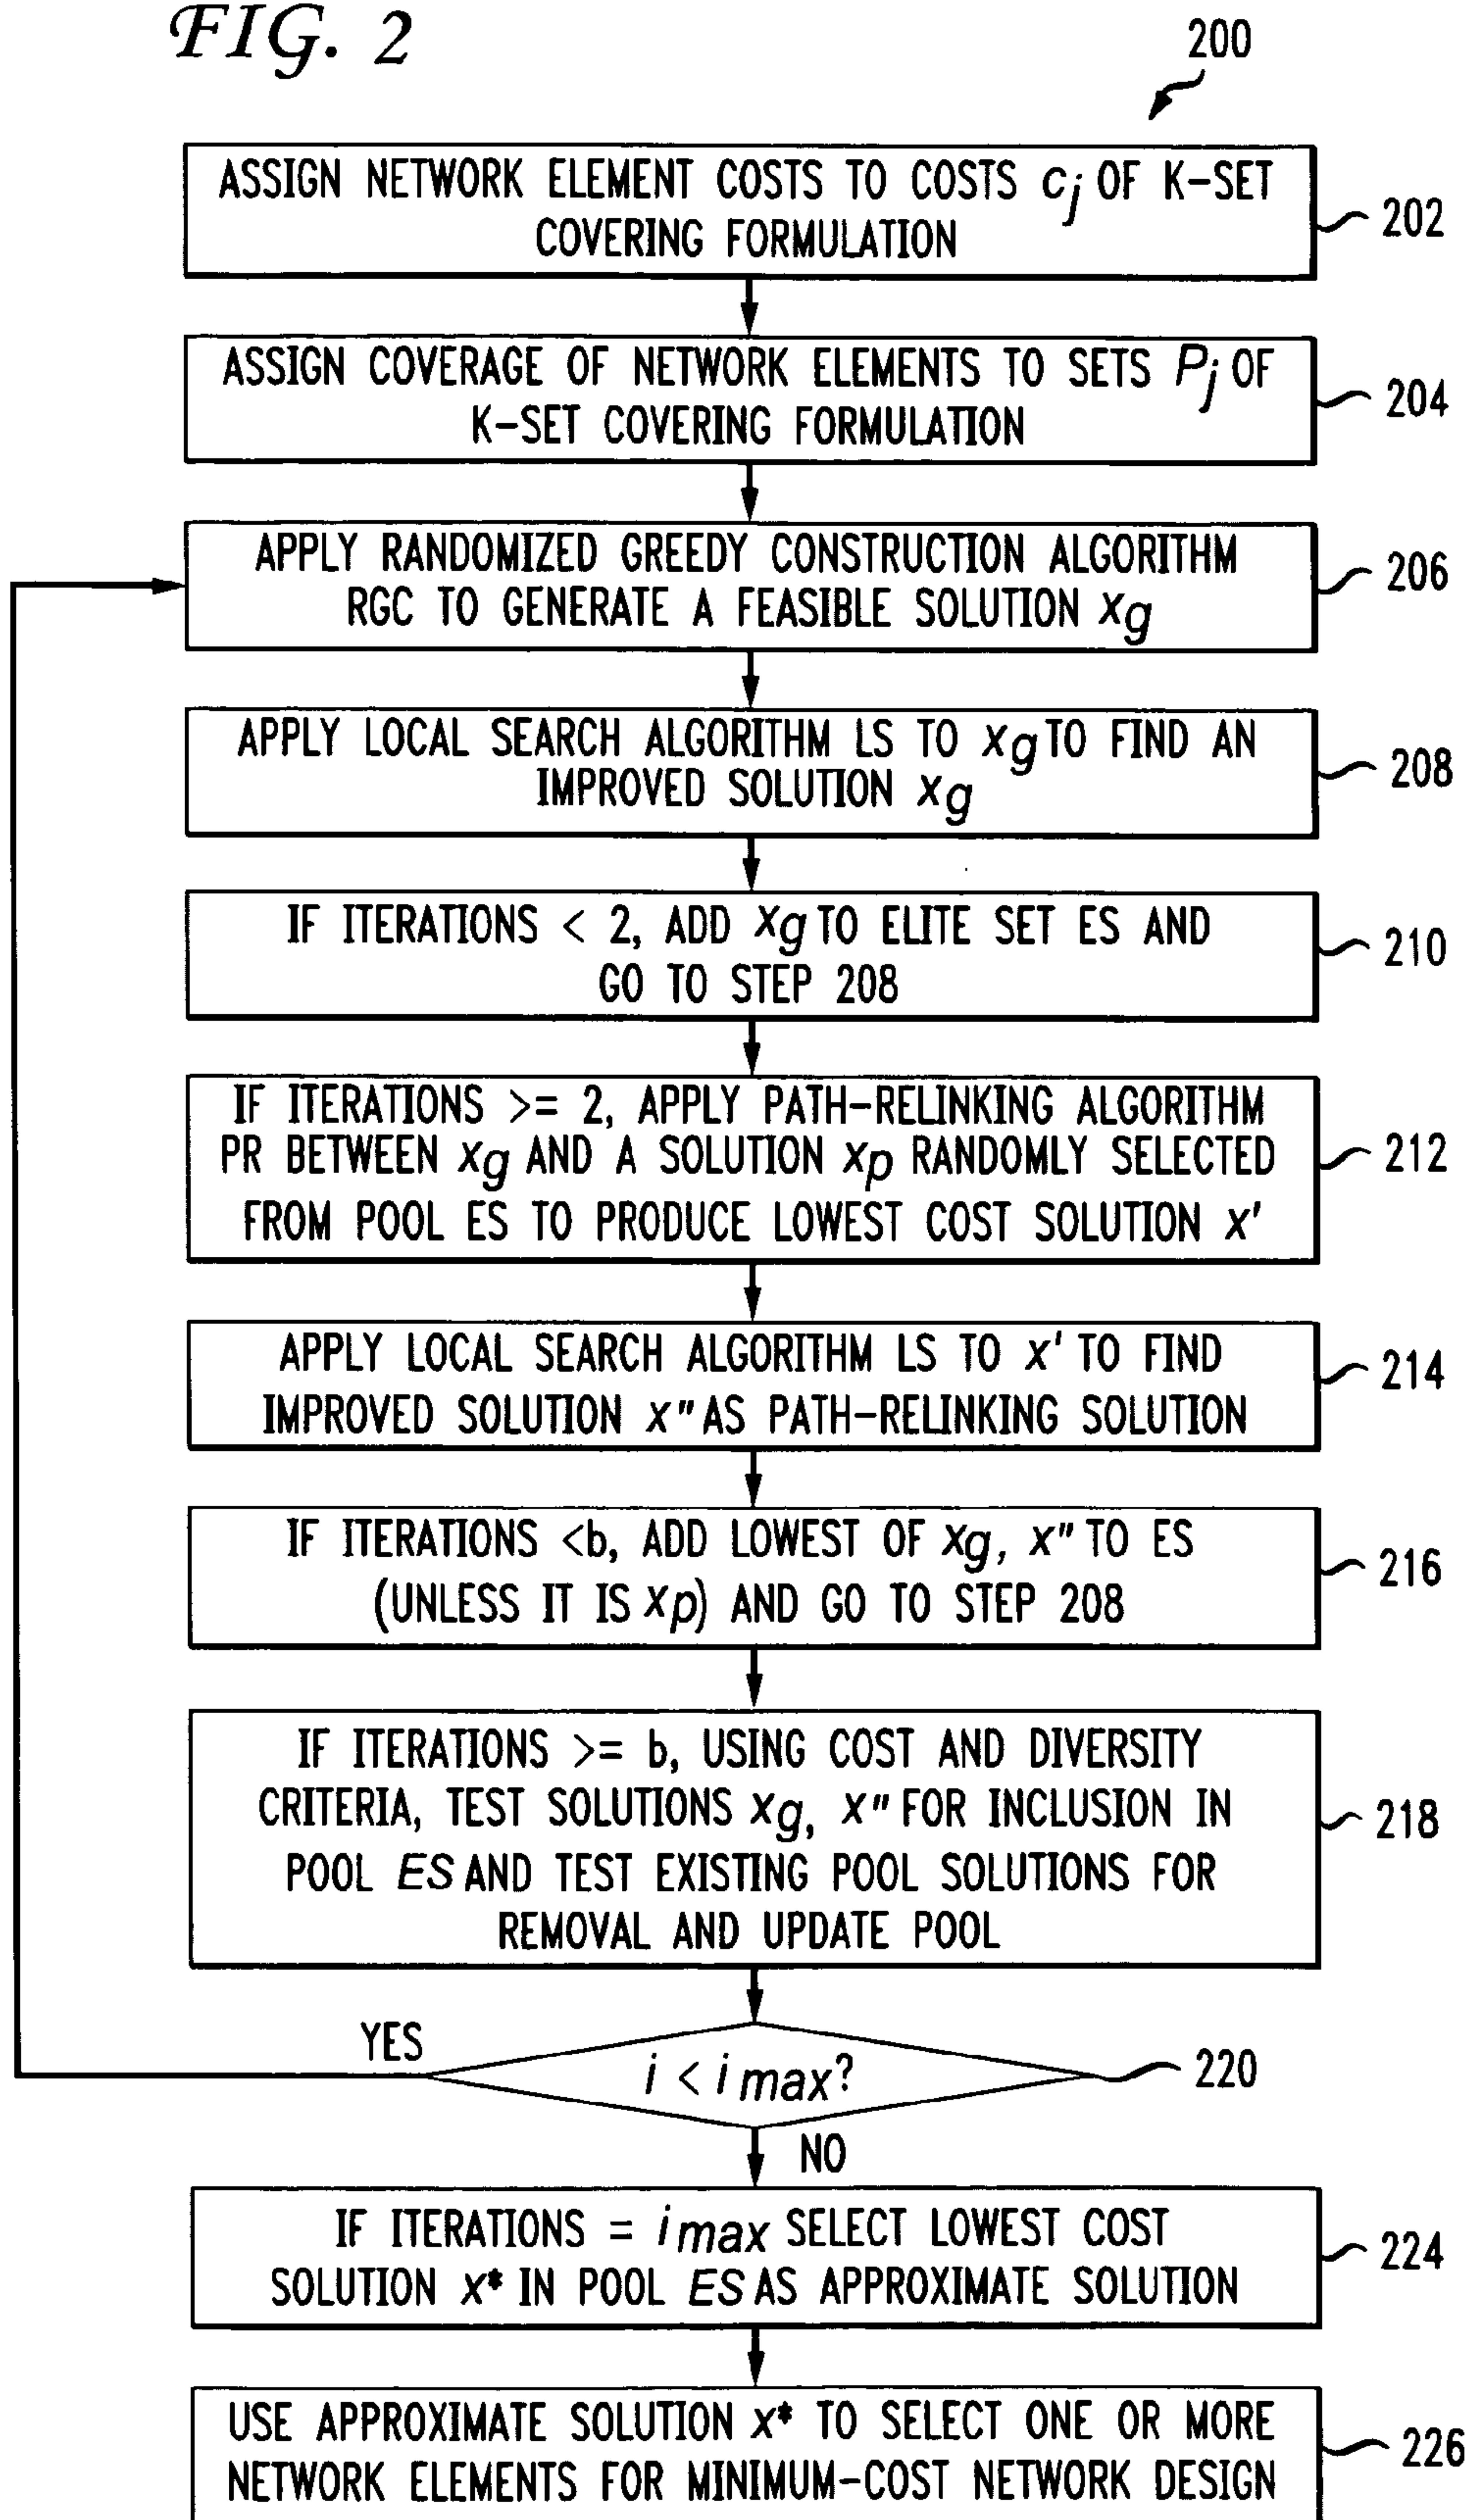 FIG. 2
200
ASSIGN NETWORK ELEMENT COSTS TO COSTS cj OF K-SET
COVERING FORMULATION
202
ASSIGN COVERAGE OF NETWORK ELEMENTS TO SETS Pj OF
K-SET COVERING FORMULATION
204
APPLY RANDOMIZED GREEDY CONSTRUCTION ALGORITHM
RGC TO GENERATE A FEASIBLE SOLUTION xg
206
APPLY LOCAL SEARCH ALGORITHM LS TO xg TO FIND AN
IMPROVED SOLUTION xg
208
IF ITERATIONS < 2, ADD xg TO ELITE SET ES AND
GO TO STEP 208
210
IF ITERATIONS >= 2, APPLY PATH-RELINKING ALGORITHM
PR BETWEEN xg AND A SOLUTION xp RANDOMLY SELECTED
FROM POOL ES TO PRODUCE LOWEST COST SOLUTION x'
212
APPLY LOCAL SEARCH ALGORITHM LS TO x' TO FIND
IMPROVED SOLUTION x" AS PATH-RELINKING SOLUTION
214
IF ITERATIONS <b, ADD LOWEST OF xg, x" TO ES
(UNLESS IT IS xp) AND GO TO STEP 208
216
IF ITERATIONS >= b, USING COST AND DIVERSITY
CRITERIA, TEST SOLUTIONS xg, x" FOR INCLUSION IN
POOL ES AND TEST EXISTING POOL SOLUTIONS FOR
REMOVAL AND UPDATE POOL
218
YES
i < i max?
220
NO
IF ITERATIONS = i max SELECT LOWEST COST
SOLUTION x* IN POOL ES AS APPROXIMATE SOLUTION
224
USE APPROXIMATE SOLUTION x* TO SELECT ONE OR MORE
NETWORK ELEMENTS FOR MINIMUM-COST NETWORK DESIGN
226